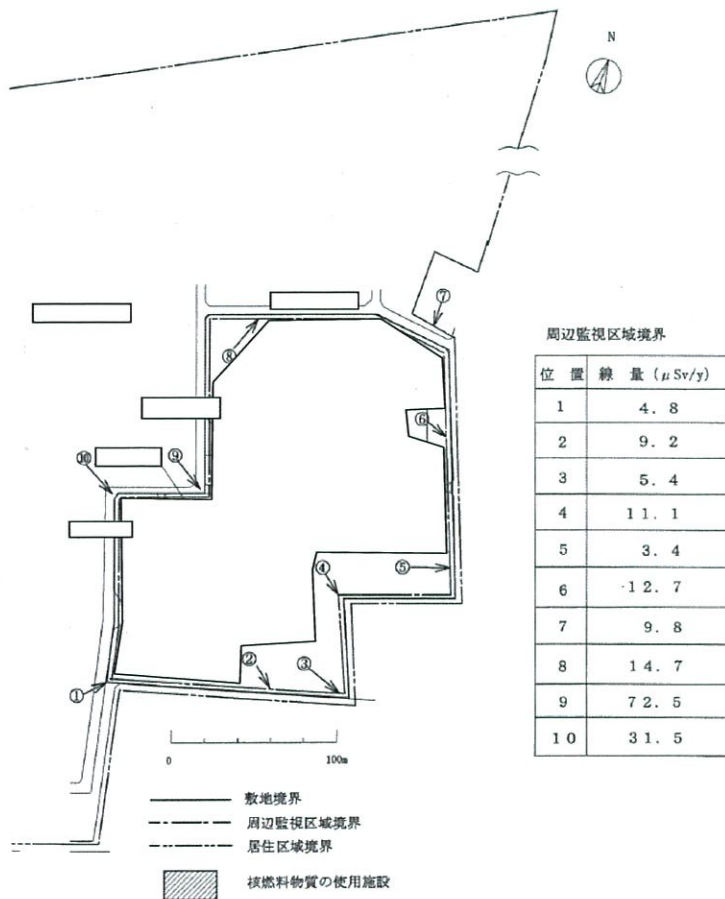 N
⑦
⑧
⑥
⑩
⑨
④
⑤
②
③
①
0 100m
敷地境界
周辺監視区域境界
居住区域境界
核燃料物質の使用施設
周辺監視区域境界
位 置 線 量 (μSv/y)
1 4.8
2 9.2
3 5.4
4 11.1
5 3.4
6 12.7
7 9.8
8 14.7
9 72.5
10 31.5